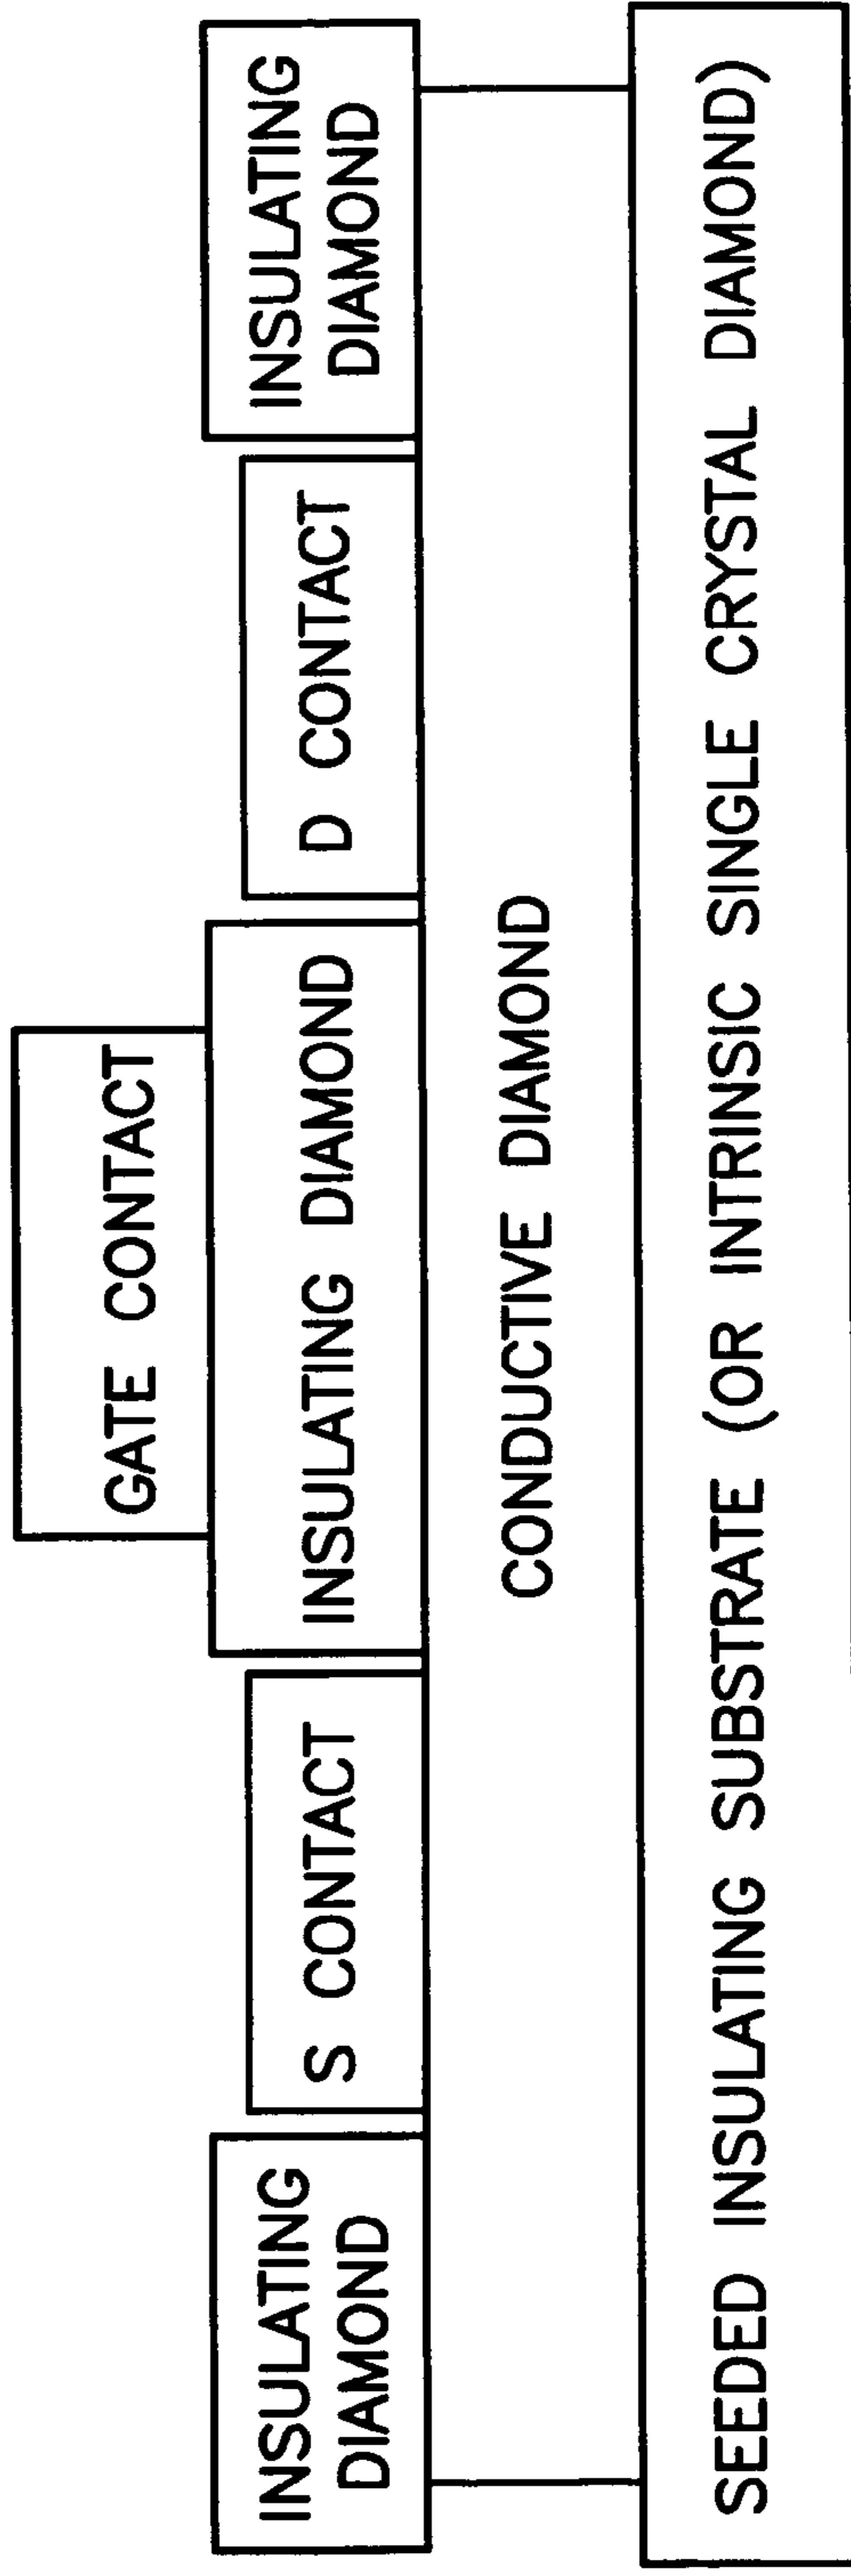 GATE CONTACT
INSULATING
DIAMOND
S CONTACT
INSULATING DIAMOND
D CONTACT
INSULATING
DIAMOND
CONDUCTIVE DIAMOND
SEEDED INSULATING SUBSTRATE (OR INTRINSIC SINGLE CRYSTAL DIAMOND)